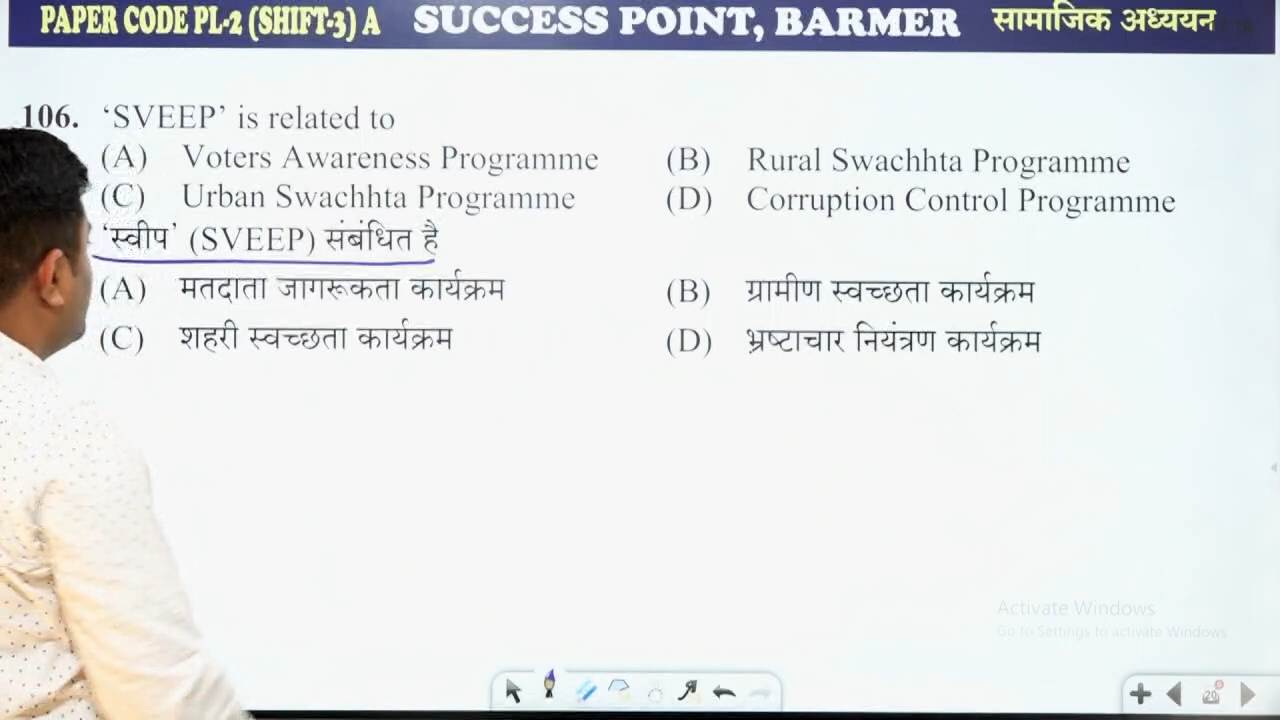 PAPER CODE PL-2 (SHIFT-3) A SUCCESS POINT, BARMER सामाजिक अध्ययन
106. ‘SVEEP’ is related to
(A) Voters Awareness Programme (B) Rural Swachhta Programme
(C) Urban Swachhta Programme (D) Corruption Control Programme
‘स्वीप’ (SVEEP) संबंधित है
(A) मतदाता जागरूकता कार्यक्रम (B) ग्रामीण स्वच्छता कार्यक्रम
(C) शहरी स्वच्छता कार्यक्रम (D) भ्रष्टाचार नियंत्रण कार्यक्रम
Activate Windows
Go to Settings to activate Windows.